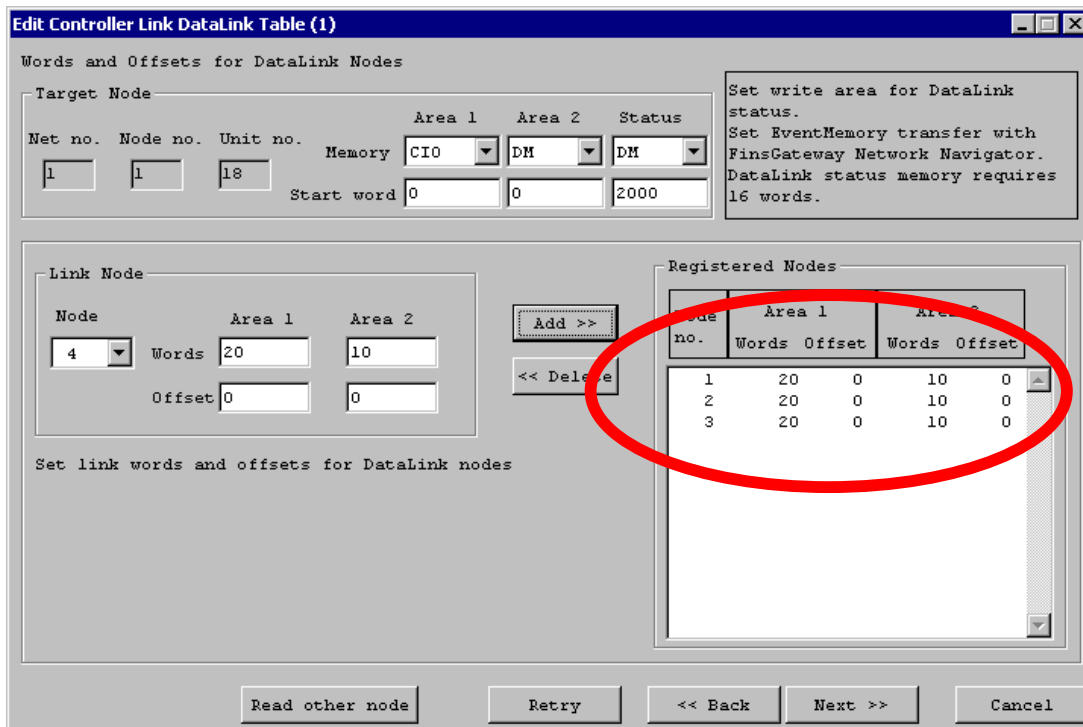 Edit Controller Link DataLink Table (1)
Words and Offsets for DataLink Nodes
Target Node
Net no. Node no. Unit no.
1 1 18
Area 1 Area 2 Status
Memory CIO DM DM
Start word 0 0 2000
Set write area for DataLink
status.
Set EventMemory transfer with
FinsGateway Network Navigator.
DataLink status memory requires
16 words.
Link Node
Node Area 1 Area 2
4 Words 20 10
Offset 0 0
Add >>
<< Delete
Set link words and offsets for DataLink nodes
Registered Nodes
Node Area 1 Area 2
no. Words Offset Words Offset
1 20 0 10 0
2 20 0 10 0
3 20 0 10 0
Read other node Retry << Back Next >> Cancel